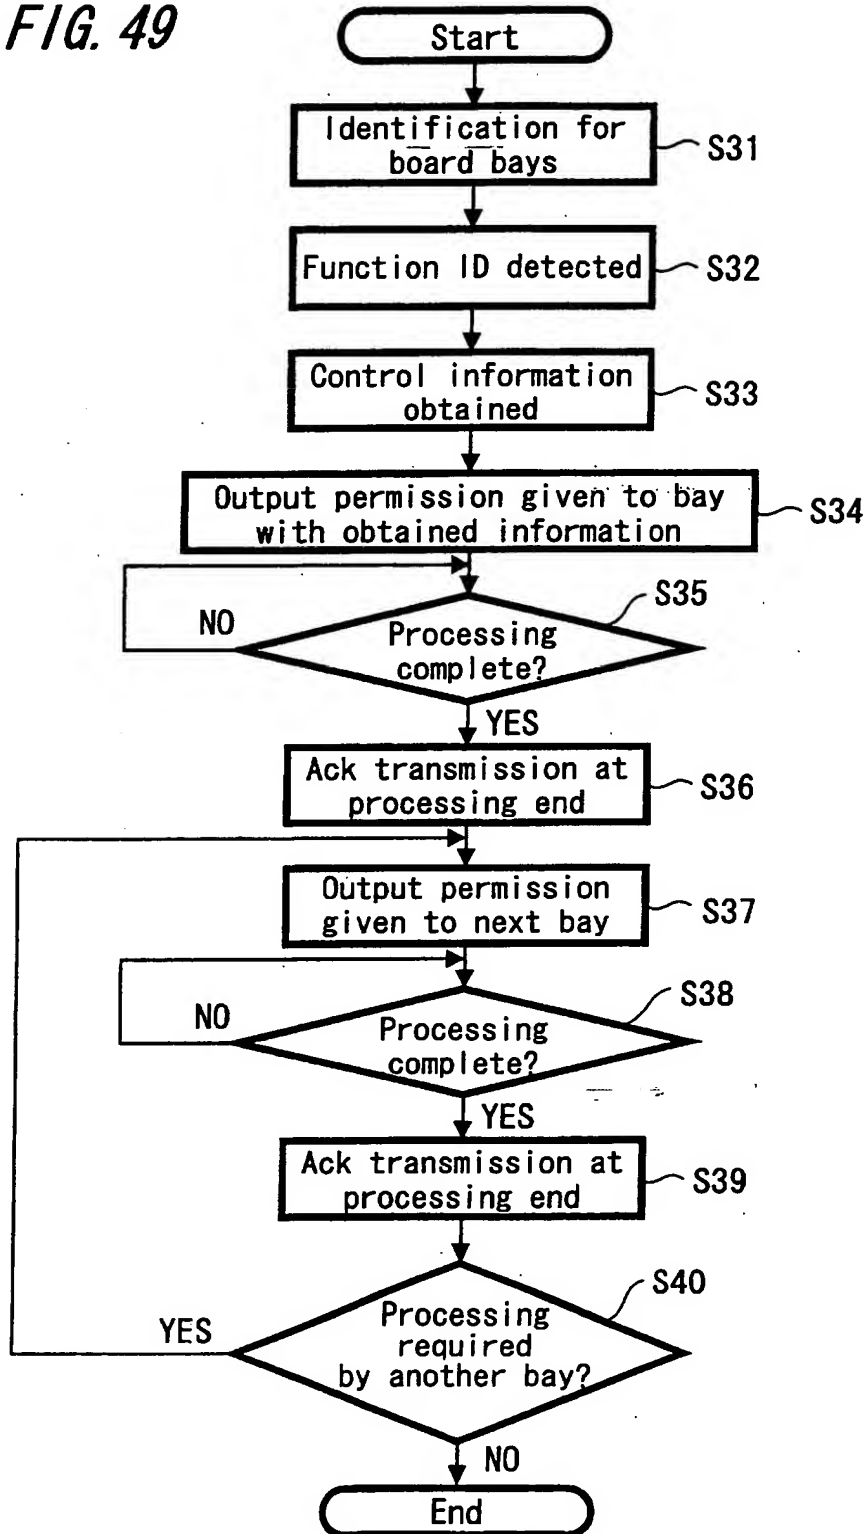 FIG. 49
Start
Identification for
board bays
S31
Function ID detected
S32
Control information
obtained
S33
Output permission given to bay
with obtained information
S34
S35
NO
Processing
complete?
YES
Ack transmission at
processing end
S36
Output permission
given to next bay
S37
S38
NO
Processing
complete?
YES
Ack transmission at
processing end
S39
S40
YES
Processing
required
by another bay?
NO
End